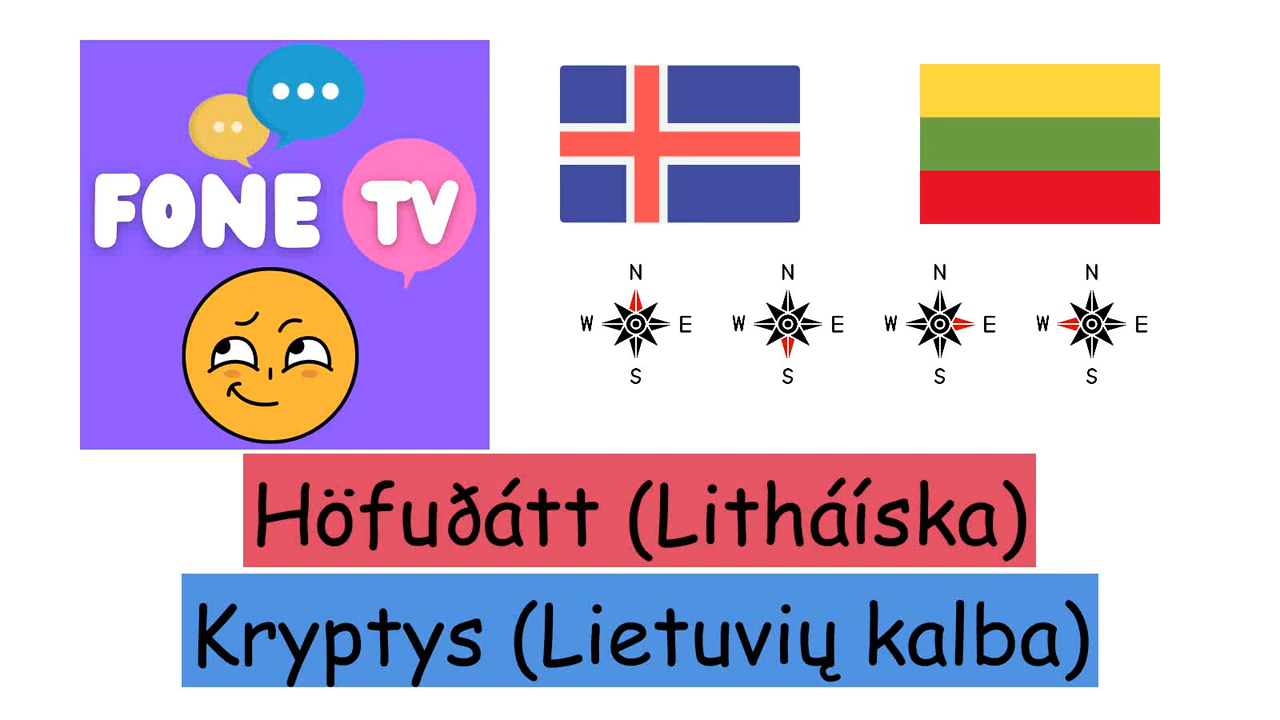 FONE TV
N N N N
W E W E W E W E
S S S S
Höfuðátt (Litháíska)
Kryptys (Lietuvių kalba)